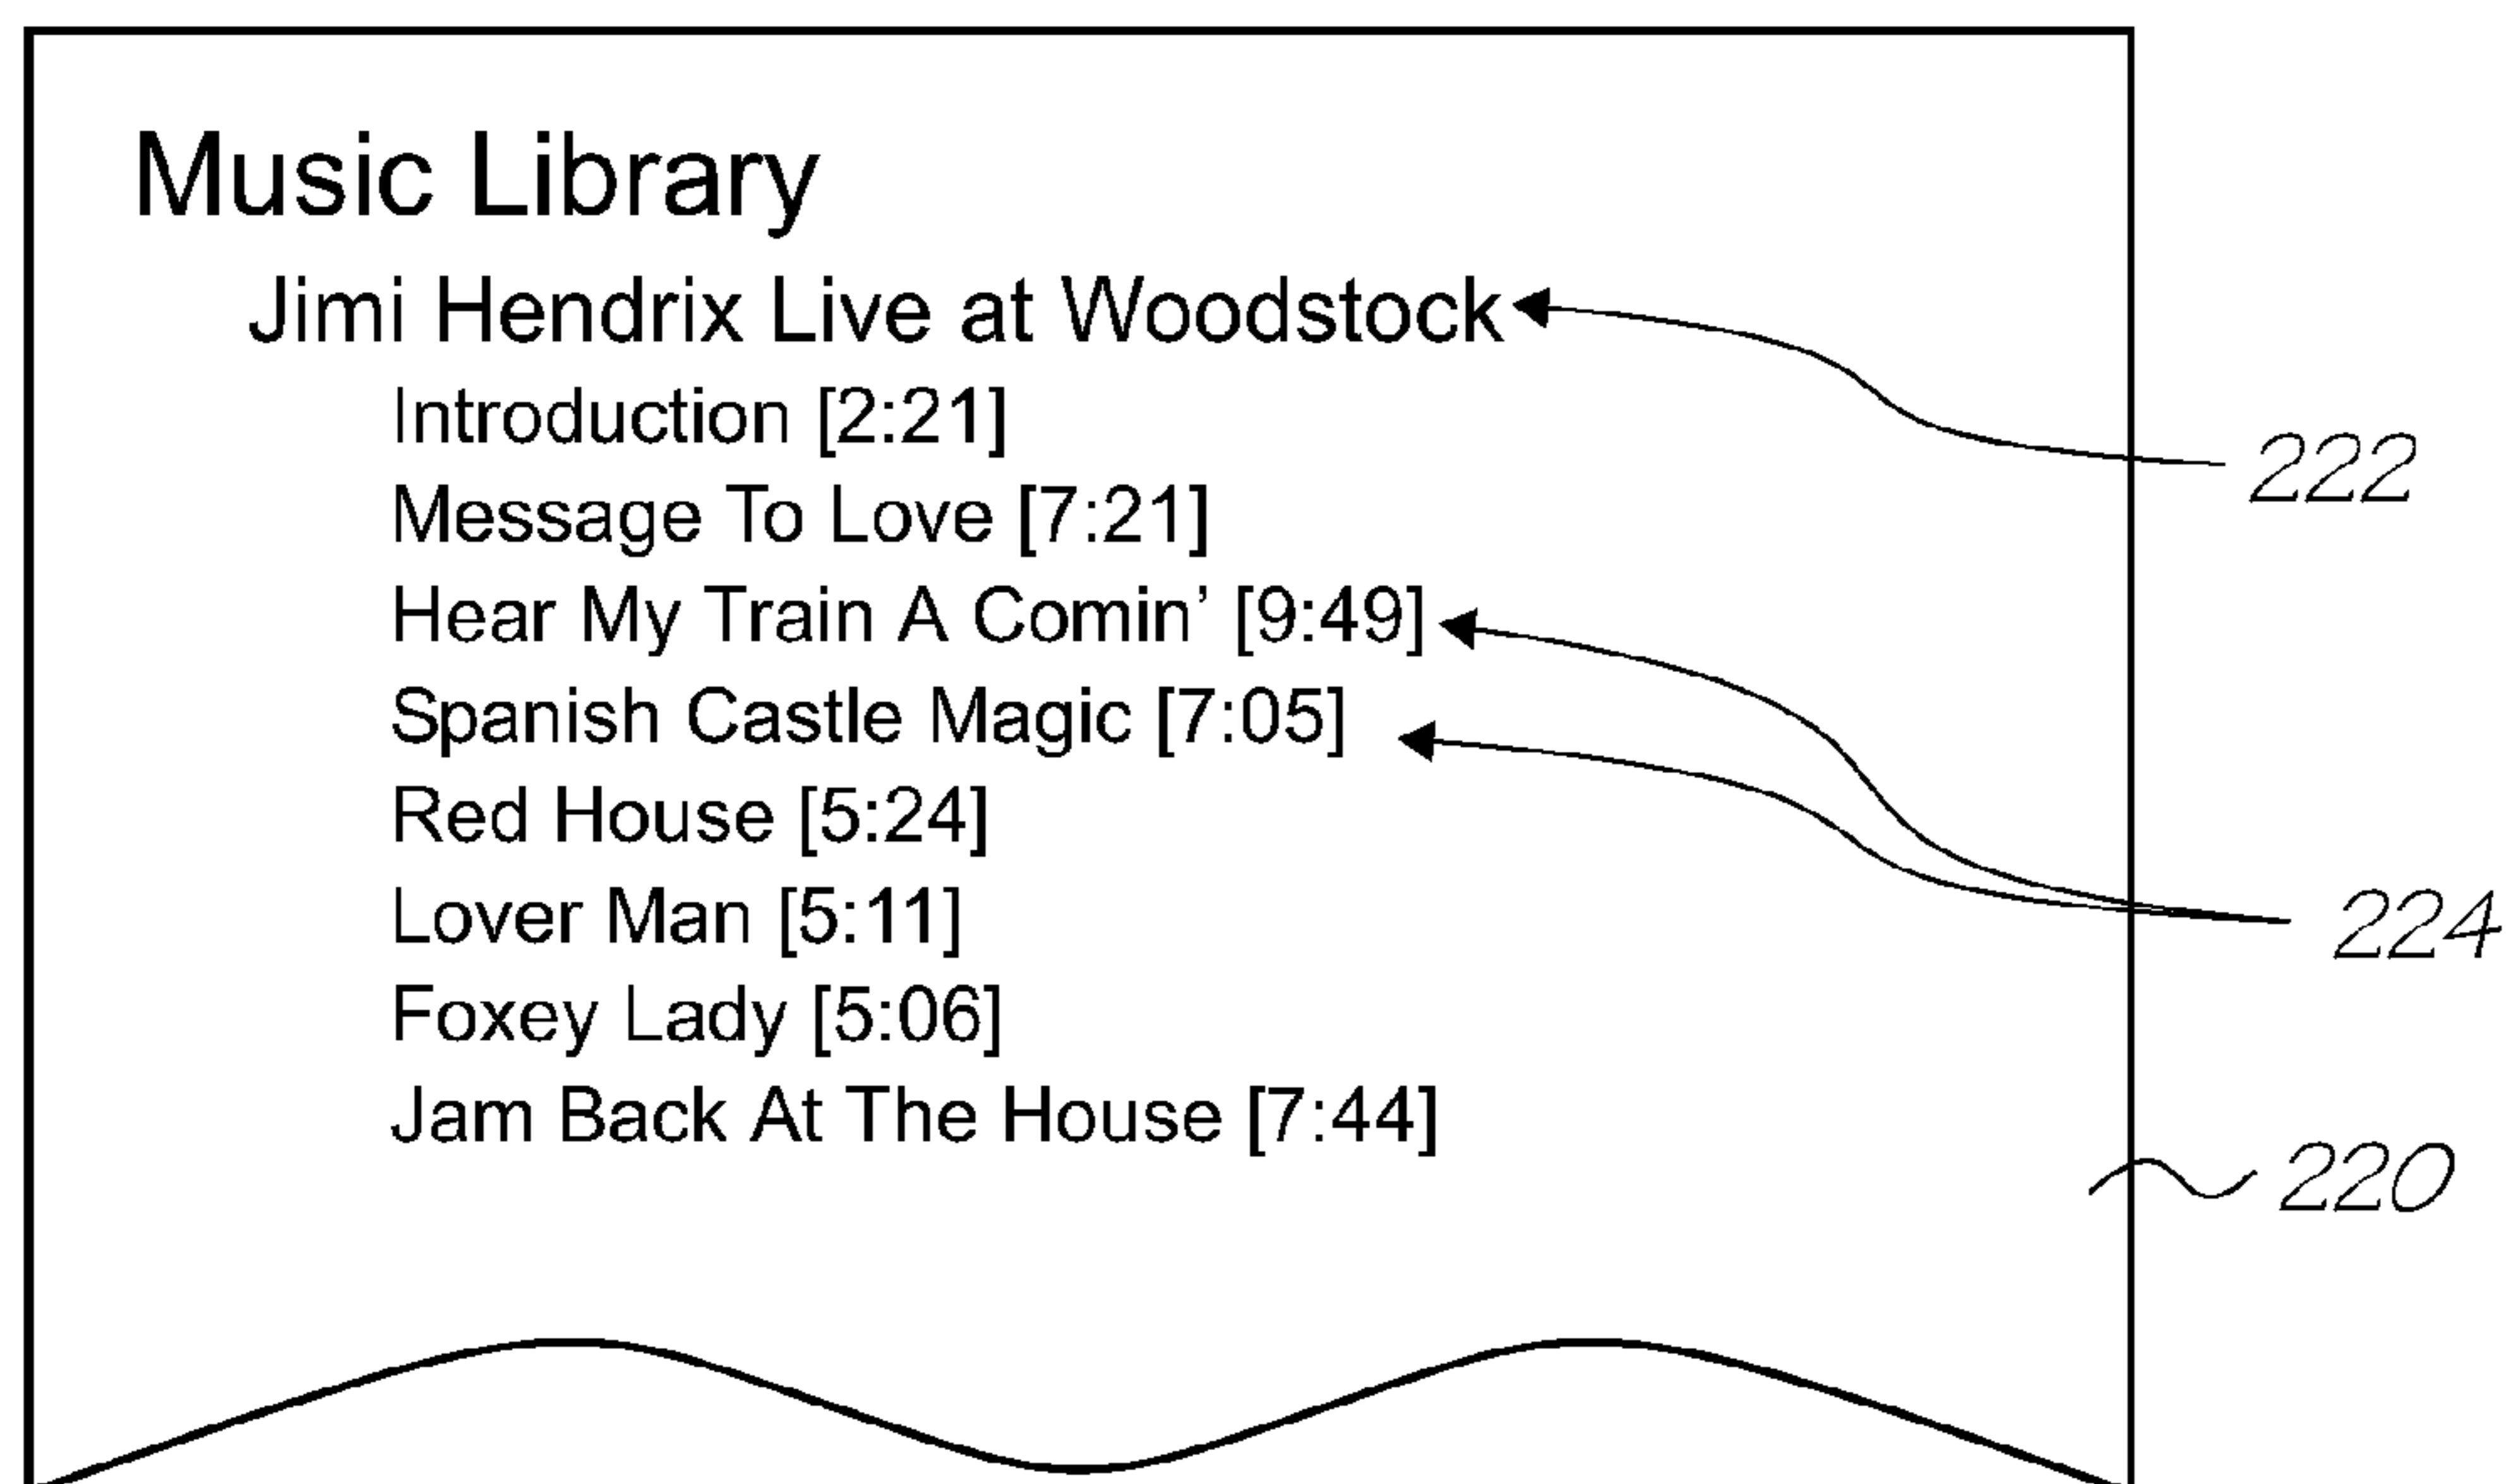 Music Library
Jimi Hendrix Live at Woodstock
Introduction [2:21]
222
Message To Love [7:21]
Hear My Train A Comin’ [9:49]
Spanish Castle Magic [7:05]
Red House [5:24]
Lover Man [5:11]
224
Foxey Lady [5:06]
Jam Back At The House [7:44]
220